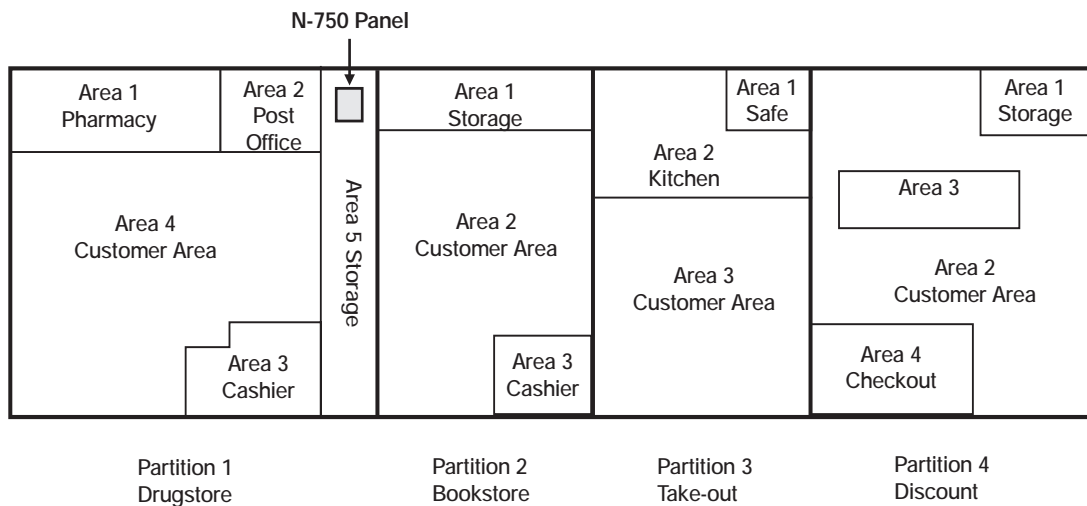 N-750 Panel
Area 1
Pharmacy
Area 2
Post
Office
Area 4
Customer Area
Area 3
Cashier
Area 5 Storage
Area 1
Storage
Area 2
Customer Area
Area 3
Cashier
Area 1
Safe
Area 2
Kitchen
Area 3
Customer Area
Area 1
Storage
Area 3
Area 2
Customer Area
Area 4
Checkout
Partition 1
Drugstore
Partition 2
Bookstore
Partition 3
Take-out
Partition 4
Discount